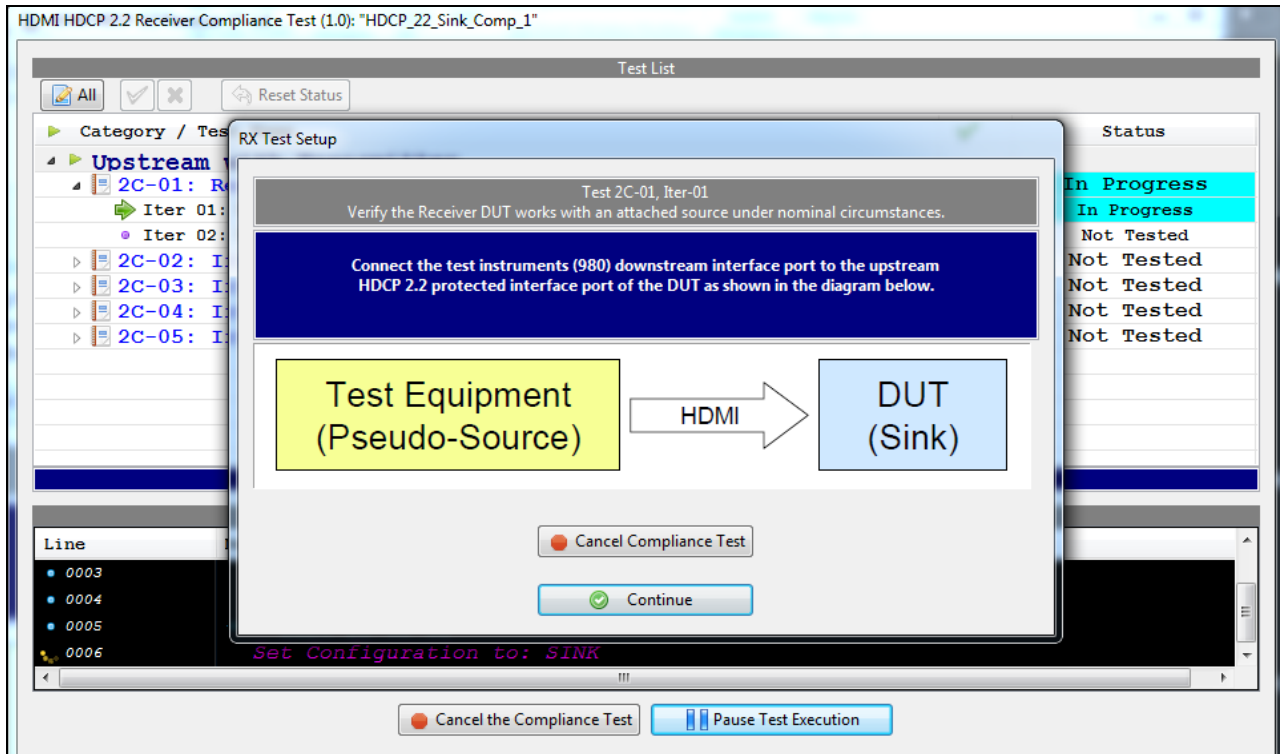 HDMI HDCP 2.2 Receiver Compliance Test (1.0): "HDCP_22_Sink_Comp_1"
Test List
All
Reset Status
Category / Tes
Status
Upstream
2C-01: R
In Progress
Iter 01:
In Progress
Iter 02:
Not Tested
2C-02: I
Not Tested
2C-03: I
Not Tested
2C-04: I
Not Tested
2C-05: I
Not Tested
RX Test Setup
Test 2C-01, Iter-01
Verify the Receiver DUT works with an attached source under nominal circumstances.
Connect the test instruments (980) downstream interface port to the upstream
HDCP 2.2 protected interface port of the DUT as shown in the diagram below.
Test Equipment
(Pseudo-Source)
HDMI
DUT
(Sink)
Cancel Compliance Test
Continue
Line
0003
0004
0005
0006
Set Configuration to: SINK
Cancel the Compliance Test
Pause Test Execution